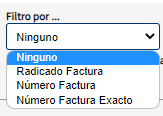 Filtro por ...
Ninguno
Ninguno
Radicado Factura
Número Factura
Número Factura Exacto